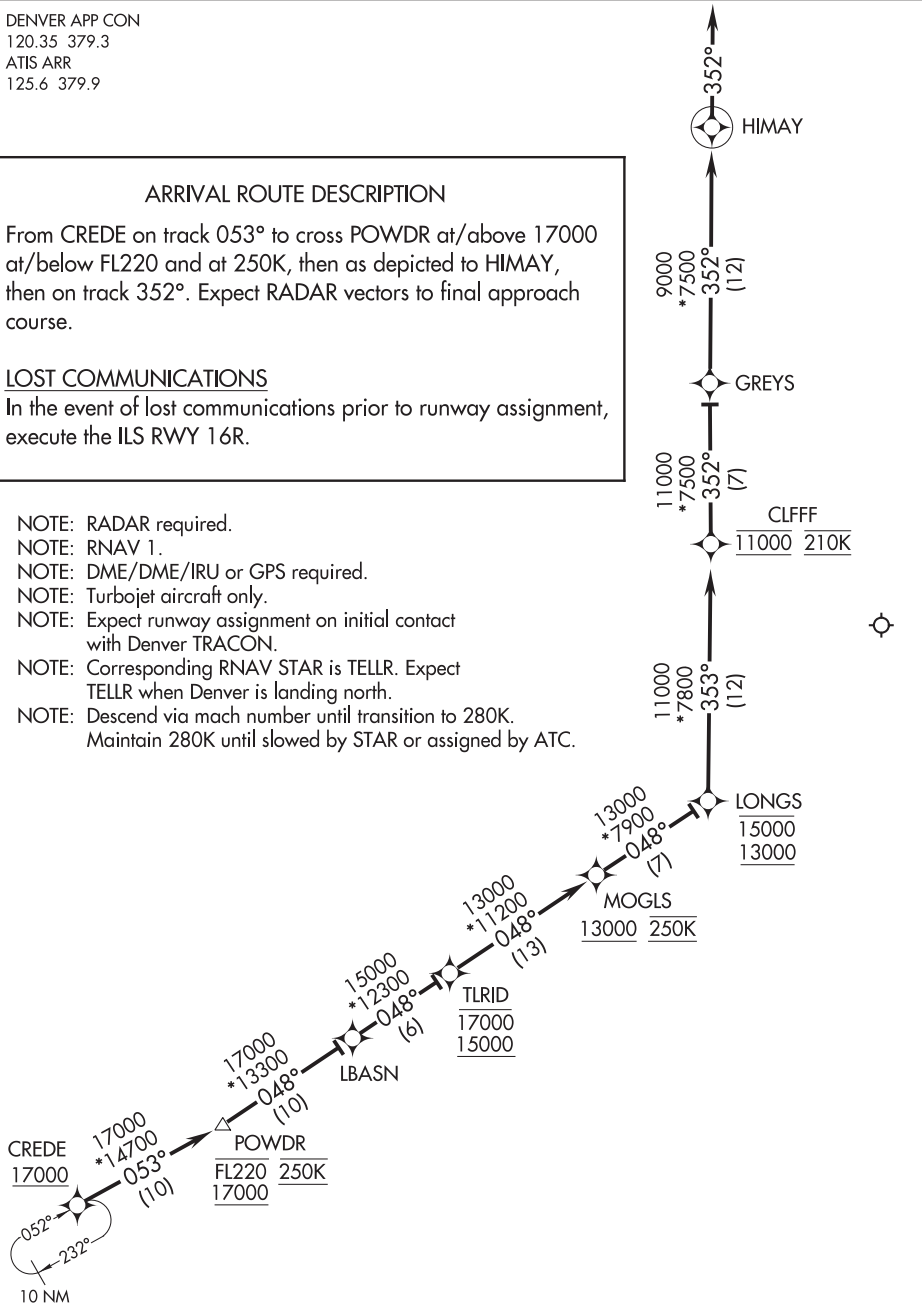 DENVER APP CON
120.35 379.3
ATIS ARR
125.6 379.9
352°
HIMAY
ARRIVAL ROUTE DESCRIPTION
From CREDE on track 053° to cross POWDR at/above 17000
at/below FL220 and at 250K, then as depicted to HIMAY,
then on track 352°. Expect RADAR vectors to final approach
course.
LOST COMMUNICATIONS
In the event of lost communications prior to runway assignment,
execute the ILS RWY 16R.
9000
*7500
352°
(12)
GREYS
11000
*7500
352°
(7)
CLFFF
11000 210K
NOTE: RADAR required.
NOTE: RNAV 1.
NOTE: DME/DME/IRU or GPS required.
NOTE: Turbojet aircraft only.
NOTE: Expect runway assignment on initial contact
with Denver TRACON.
NOTE: Corresponding RNAV STAR is TELLR. Expect
TELLR when Denver is landing north.
NOTE: Descend via mach number until transition to 280K.
Maintain 280K until slowed by STAR or assigned by ATC.
11000
*7800
353°
(12)
LONGS
15000
13000
13000
*7900
048°
(7)
MOGLS
13000 250K
13000
*11200
048°
(13)
TLRID
17000
15000
15000
*12300
048°
(6)
LBASN
17000
*13300
048°
(10)
POWDR
FL220 250K
17000
17000
*14700
053°
(10)
CREDE
17000
052°
232°
10 NM